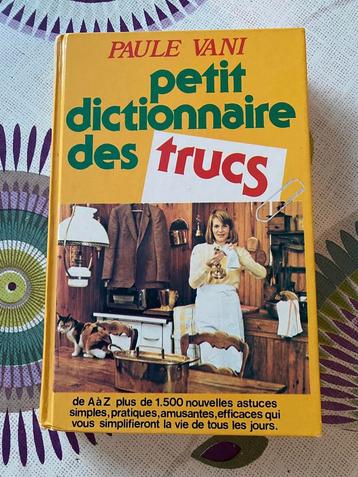 PAULE VANI
petit
dictionnaire
des trucs
de A à Z plus de 1.500 nouvelles astuces
simples, pratiques, amusantes, efficaces qui
vous simplifieront la vie de tous les jours.